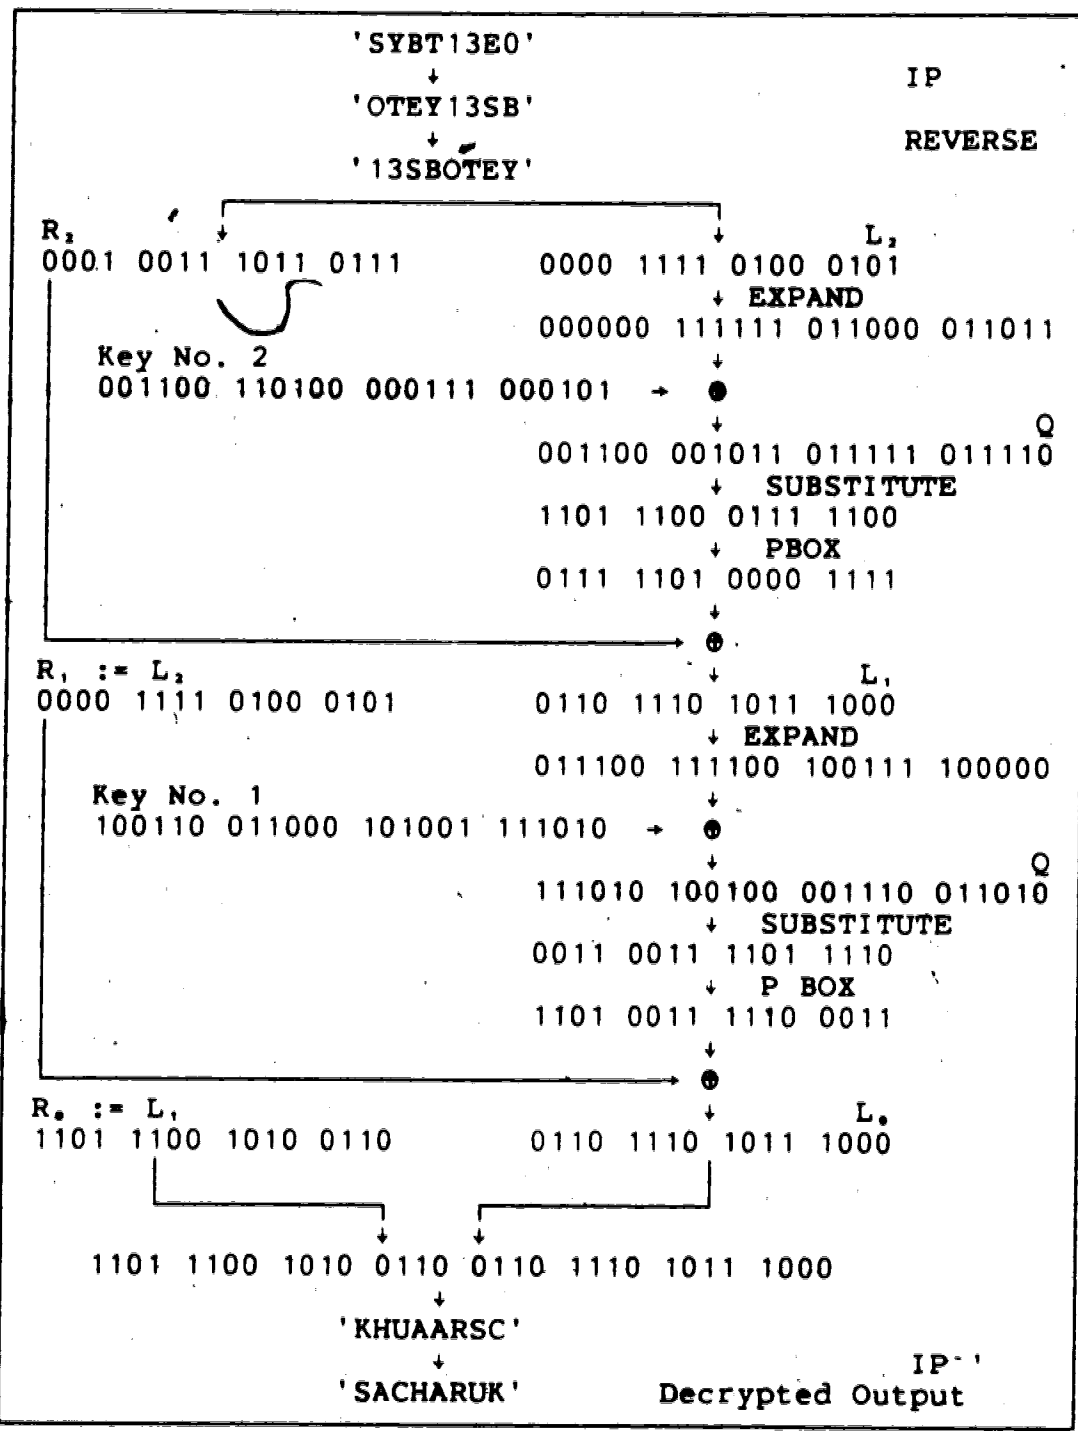 'SYBT13EO'
IP
'OTEY13SB'
REVERSE
'13SBOTEY'
R₂ L₂
0001 0011 1011 0111 0000 1111 0100 0101
EXPAND
000000 111111 011000 011011
Key No. 2
001100 110100 000111 000101
Q
001100 001011 011111 011110
SUBSTITUTE
1101 1100 0111 1100
PBOX
0111 1101 0000 1111
R₁ := L₂ L₁
0000 1111 0100 0101 0110 1110 1011 1000
EXPAND
011100 111100 100111 100000
Key No. 1
100110 011000 101001 111010
Q
111010 100100 001110 011010
SUBSTITUTE
0011 0011 1101 1110
P BOX
1101 0011 1110 0011
R₀ := L₁ L₀
1101 1100 1010 0110 0110 1110 1011 1000
1101 1100 1010 0110 0110 1110 1011 1000
'KHUAARSC'
IP⁻¹
'SACHARUK' Decrypted Output